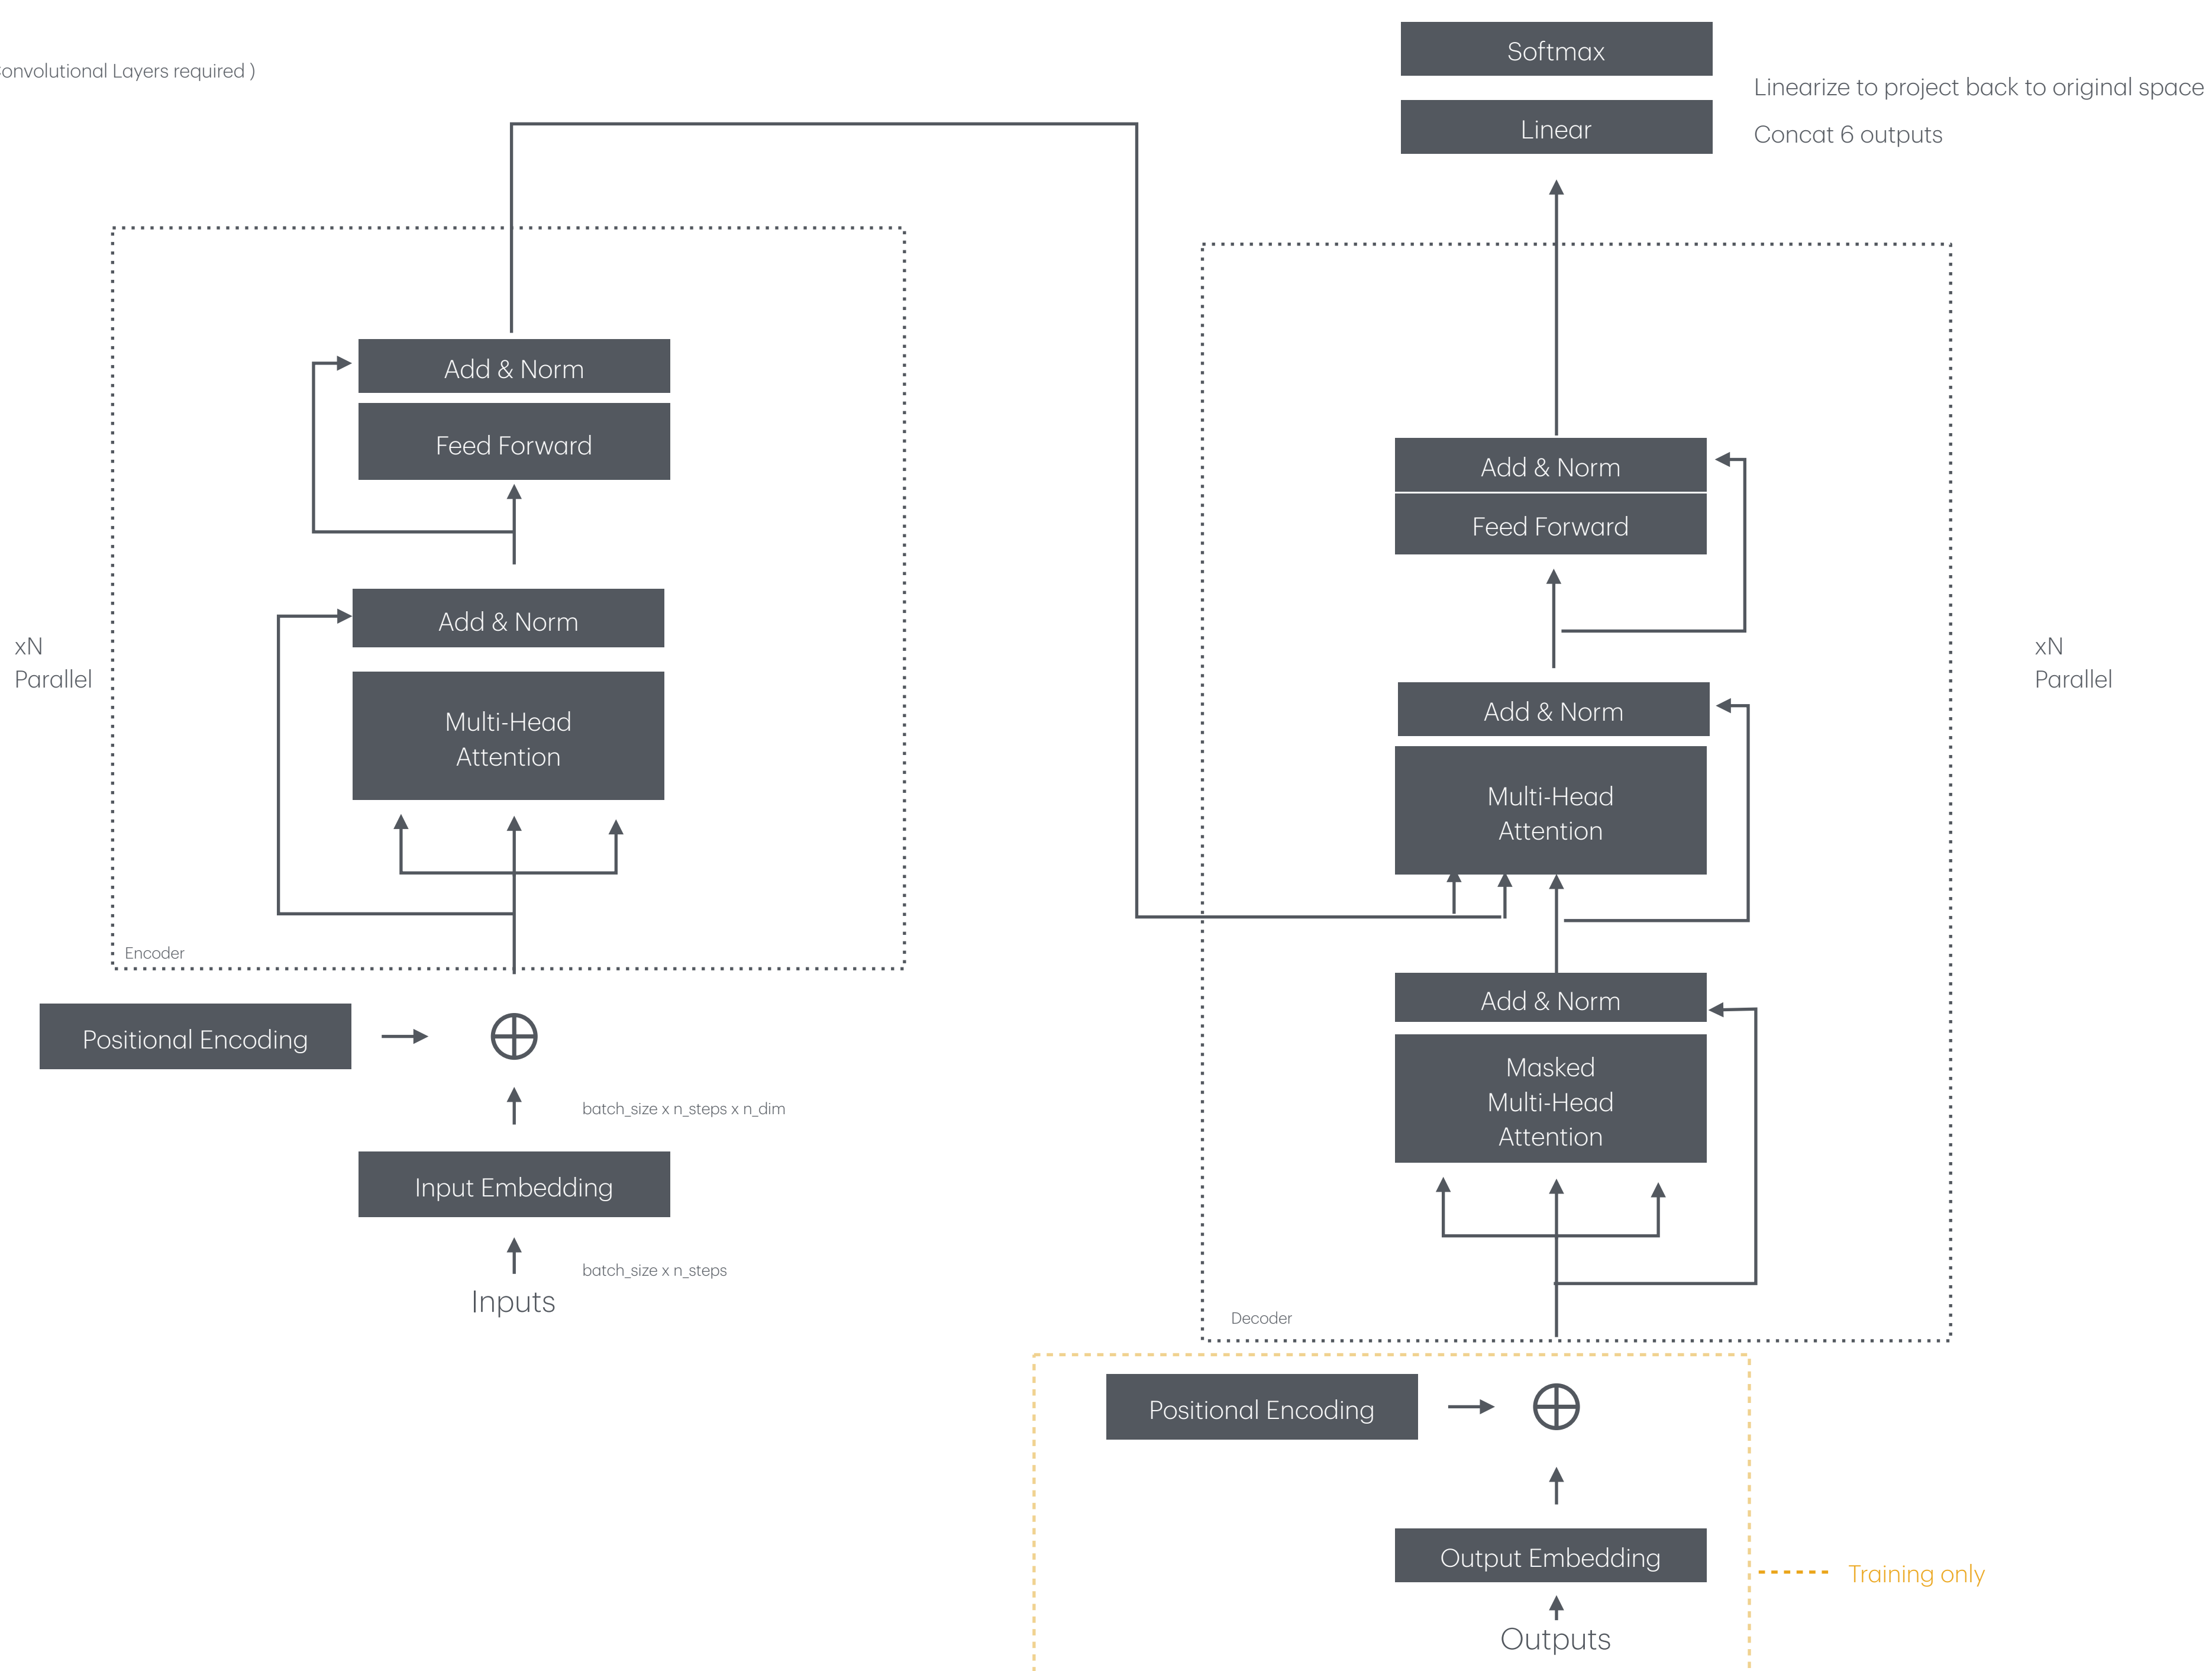 Convolutional Layers required )
Softmax
Linear
Linearize to project back to original space
Concat 6 outputs
Add & Norm
Feed Forward
Add & Norm
Multi-Head
Attention
xN
Parallel
Encoder
Positional Encoding
batch_size x n_steps x n_dim
Input Embedding
batch_size x n_steps
Inputs
Add & Norm
Feed Forward
Add & Norm
Multi-Head
Attention
Add & Norm
Masked
Multi-Head
Attention
xN
Parallel
Decoder
Positional Encoding
Output Embedding
Training only
Outputs